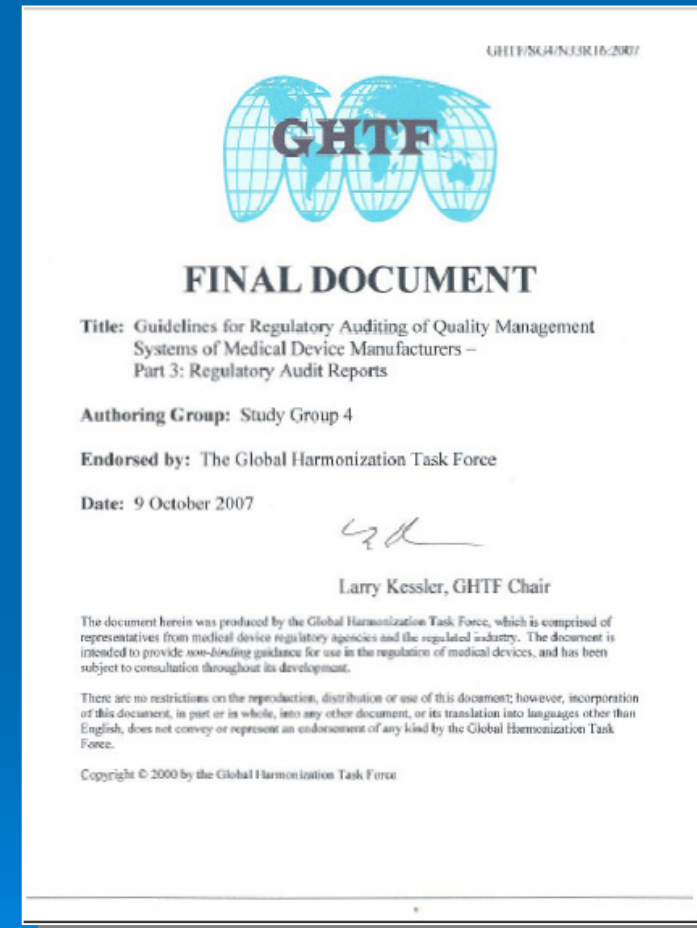 GHTF/SG4/N33R16:2007
GHTF
FINAL DOCUMENT
Title: Guidelines for Regulatory Auditing of Quality Management
Systems of Medical Device Manufacturers –
Part 3: Regulatory Audit Reports
Authoring Group: Study Group 4
Endorsed by: The Global Harmonization Task Force
Date: 9 October 2007
Larry Kessler, GHTF Chair
The document herein was produced by the Global Harmonization Task Force, which is comprised of
representatives from medical device regulatory agencies and the regulated industry. The document is
intended to provide non-binding guidance for use in the regulation of medical devices, and has been
subject to consultation throughout its development.
There are no restrictions on the reproduction, distribution or use of this document; however, incorporation
of this document, in part or in whole, into any other document, or its translation into languages other than
English, does not convey or represent an endorsement of any kind by the Global Harmonization Task
Force.
Copyright © 2000 by the Global Harmonization Task Force